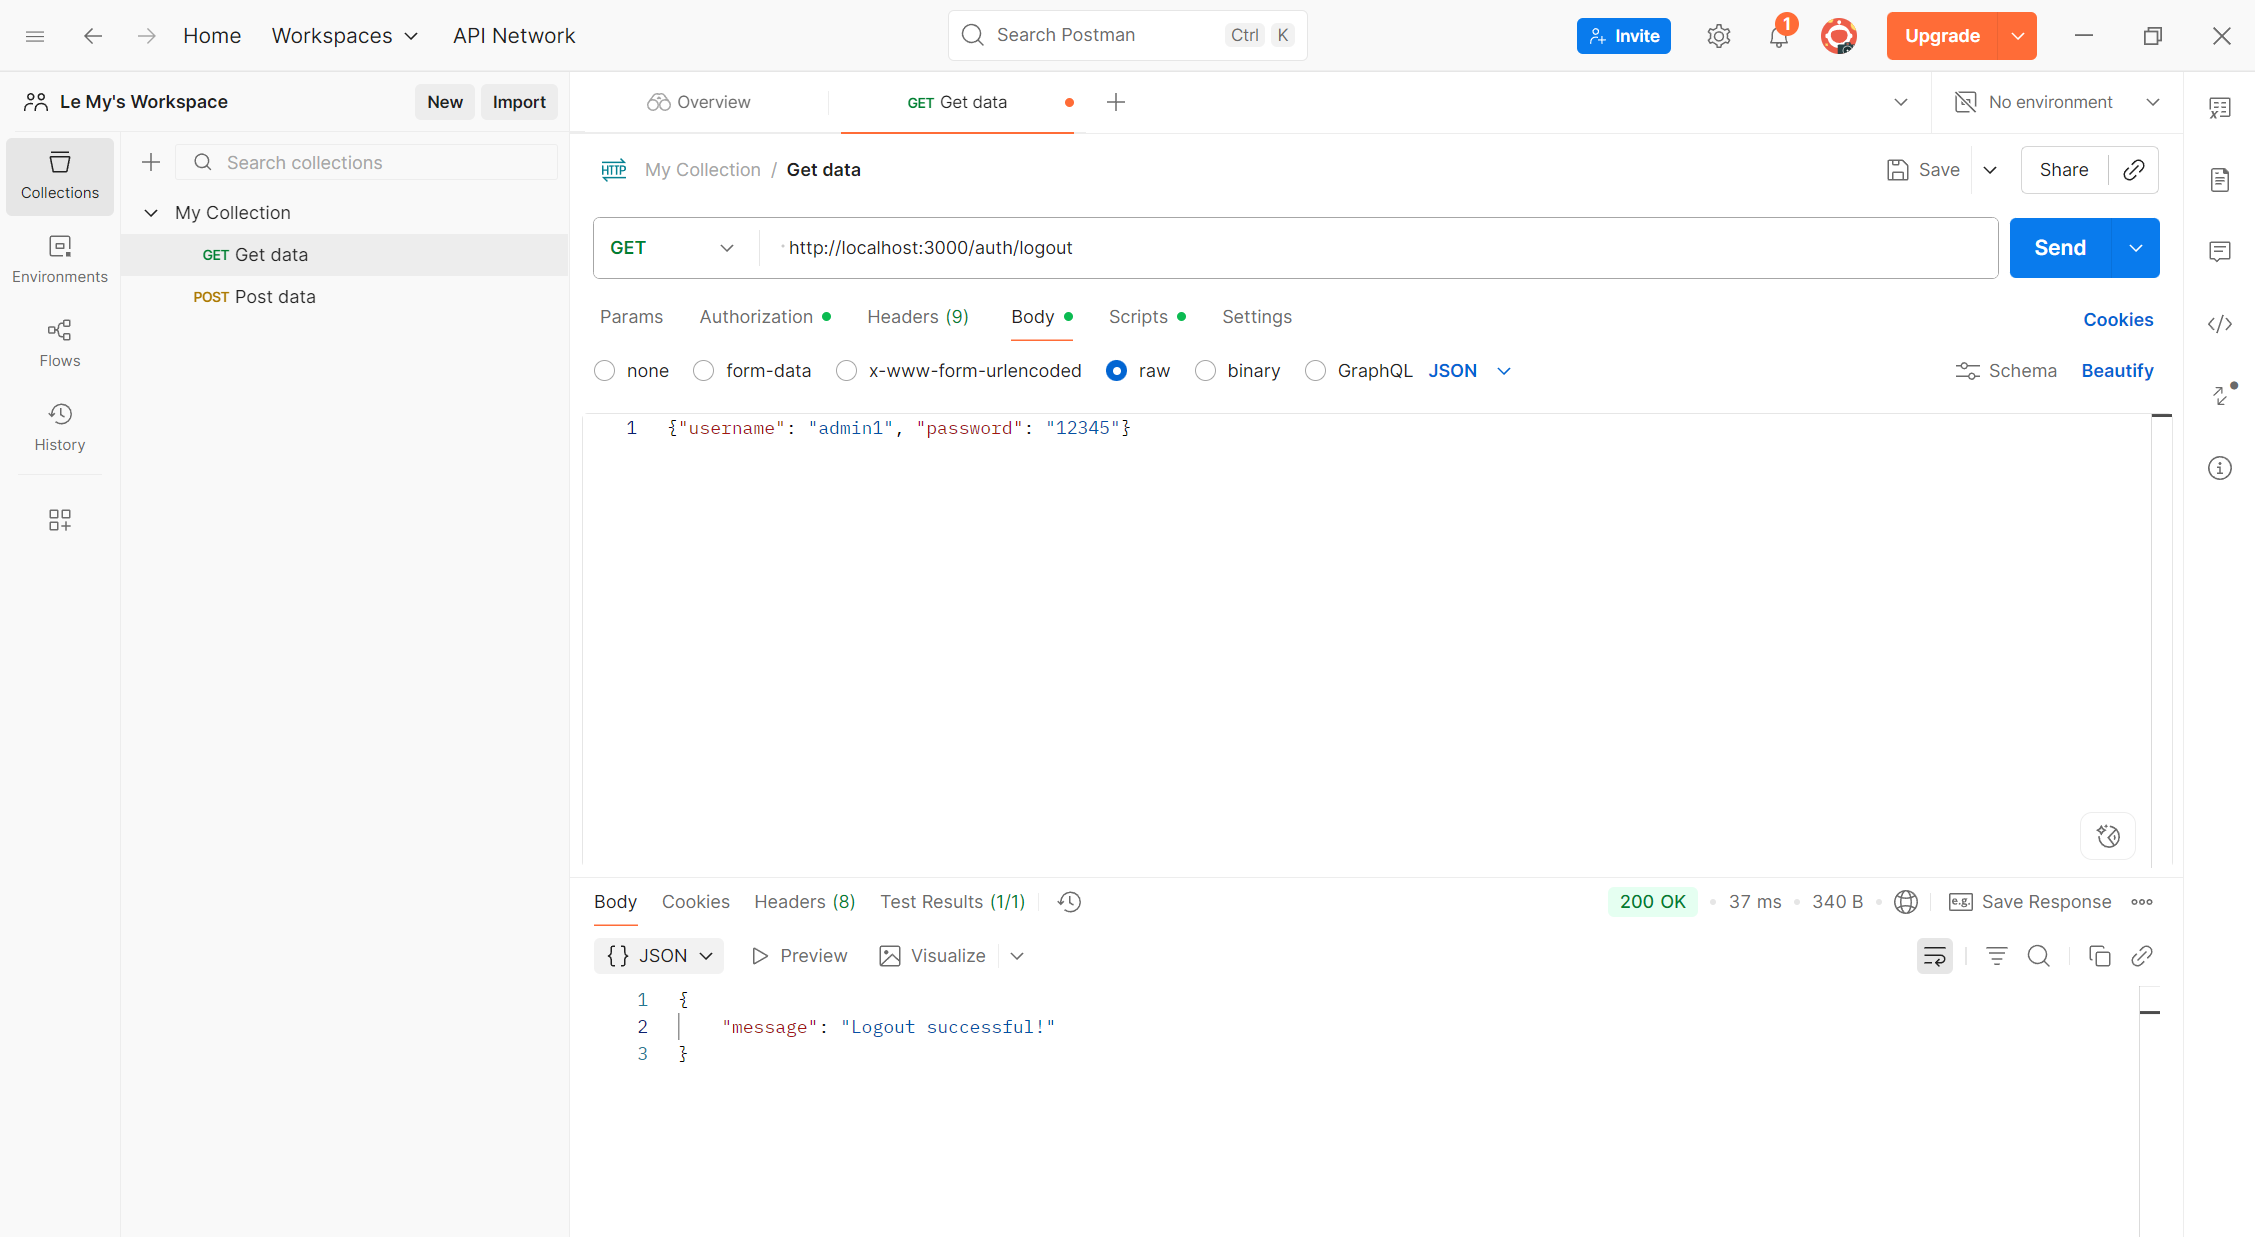 Home Workspaces API Network Search Postman Ctrl K Invite 1 Upgrade
Le My's Workspace New Import
Overview GET Get data No environment
Collections
Environments
Flows
History
Search collections
My Collection
GET Get data
POST Post data
HTTP My Collection / Get data Save Share
GET http://localhost:3000/auth/logout Send
Params Authorization Headers (9) Body Scripts Settings Cookies
none form-data x-www-form-urlencoded raw binary GraphQL JSON Schema Beautify
1 {"username": "admin1", "password": "12345"}
Body Cookies Headers (8) Test Results (1/1) 200 OK • 37 ms • 340 B • e.g. Save Response
{} JSON Preview Visualize
1 {
2 "message": "Logout successful!"
3 }